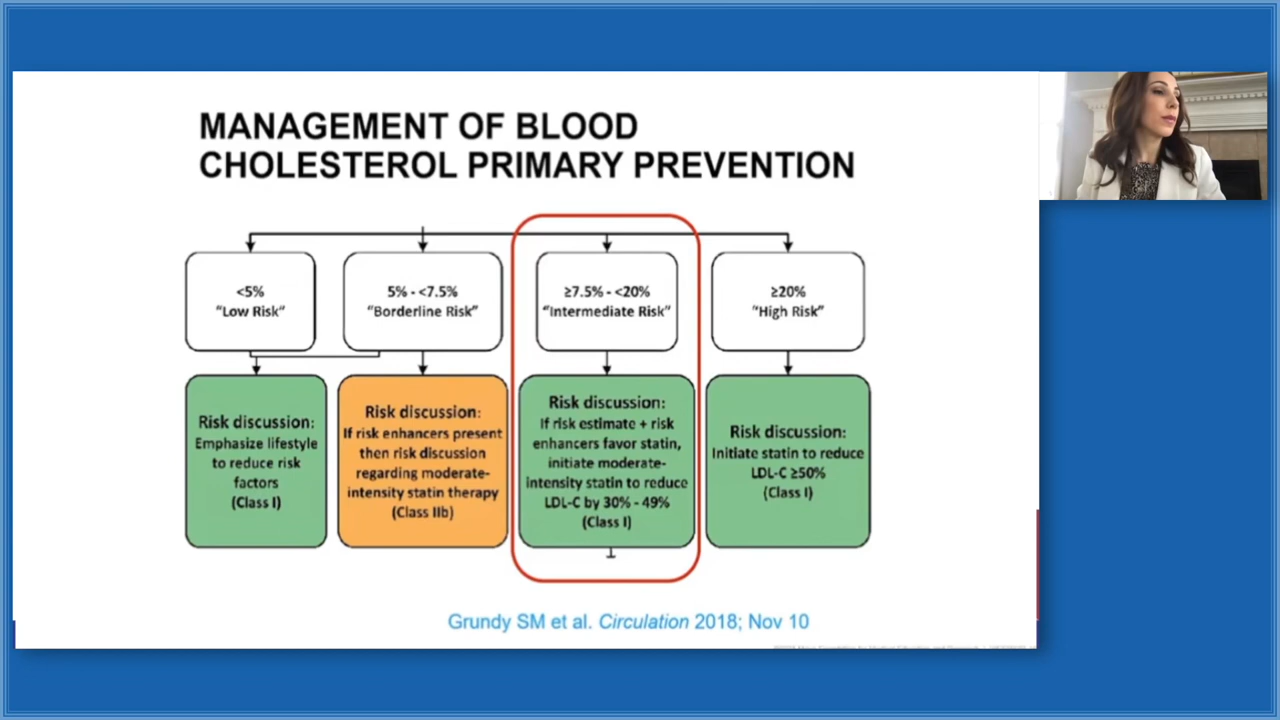 MANAGEMENT OF BLOOD
CHOLESTEROL PRIMARY PREVENTION
<5%
“Low Risk”
5% - <7.5%
“Borderline Risk”
≥7.5% - <20%
“Intermediate Risk”
≥20%
“High Risk”
Risk discussion:
Emphasize lifestyle
to reduce risk
factors
(Class I)
Risk discussion:
If risk enhancers present
then risk discussion
regarding moderate-
intensity statin therapy
(Class IIb)
Risk discussion:
If risk estimate + risk
enhancers favor statin,
initiate moderate-
intensity statin to reduce
LDL-C by 30% - 49%
(Class I)
Risk discussion:
Initiate statin to reduce
LDL-C ≥50%
(Class I)
Grundy SM et al. Circulation 2018; Nov 10